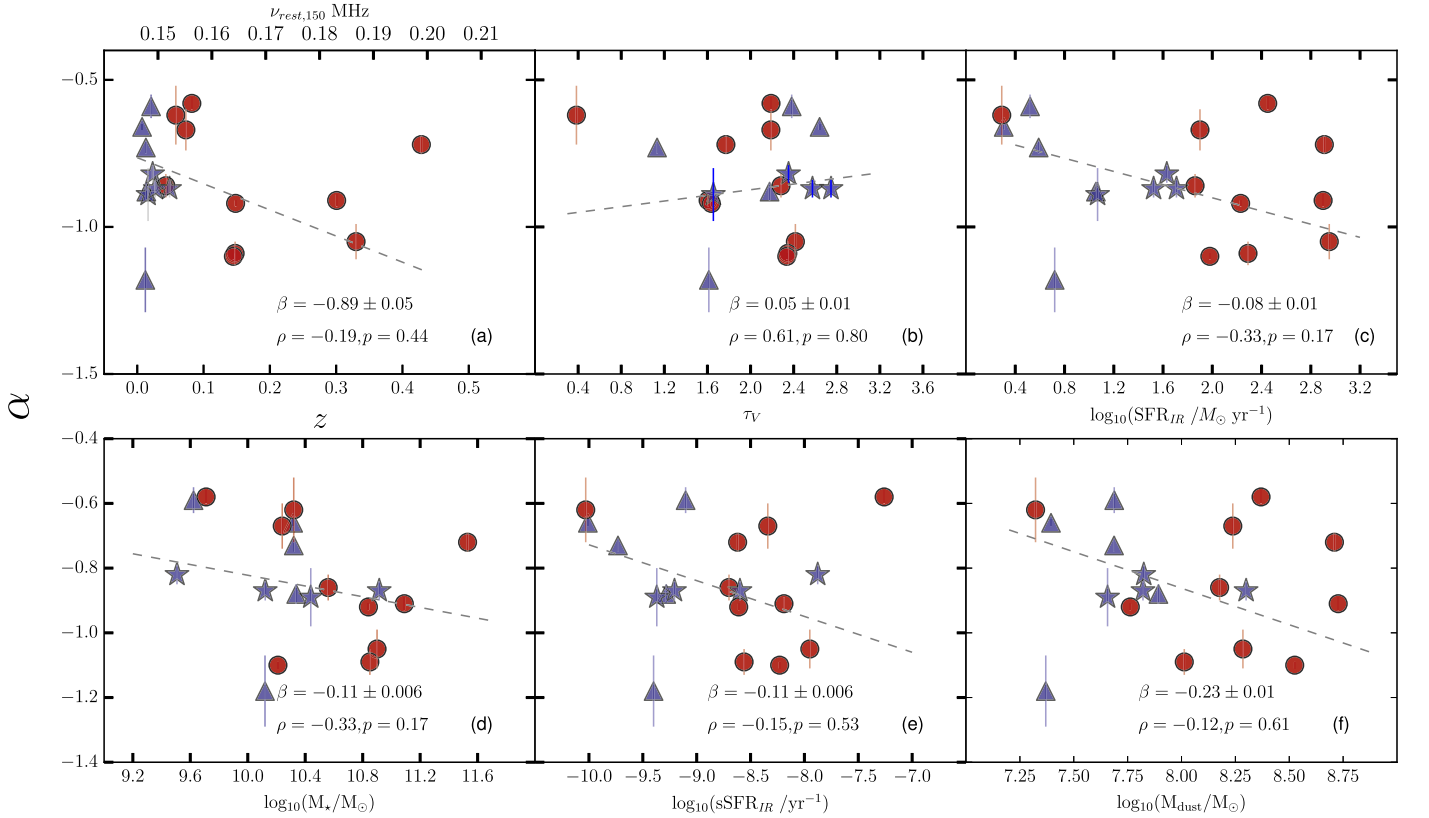 ν_rest,150 MHz
0.15 0.16 0.17 0.18 0.19 0.20 0.21
−0.5
−1.0
−1.5
α
β = −0.89 ± 0.05
ρ = −0.19, p = 0.44 (a)
0.0 0.1 0.2 0.3 0.4 0.5
z
β = 0.05 ± 0.01
ρ = 0.61, p = 0.80 (b)
0.4 0.8 1.2 1.6 2.0 2.4 2.8 3.2 3.6
τ_V
β = −0.08 ± 0.01
ρ = −0.33, p = 0.17 (c)
0.4 0.8 1.2 1.6 2.0 2.4 2.8 3.2
log₁₀(SFR_IR /M⊙ yr⁻¹)
−0.4
−0.6
−0.8
−1.0
−1.2
−1.4
β = −0.11 ± 0.006
ρ = −0.33, p = 0.17 (d)
9.2 9.6 10.0 10.4 10.8 11.2 11.6
log₁₀(M⋆/M⊙)
β = −0.11 ± 0.006
ρ = −0.15, p = 0.53 (e)
−10.0 −9.5 −9.0 −8.5 −8.0 −7.5 −7.0
log₁₀(sSFR_IR /yr⁻¹)
β = −0.23 ± 0.01
ρ = −0.12, p = 0.61 (f)
7.25 7.50 7.75 8.00 8.25 8.50 8.75
log₁₀(M_dust/M⊙)